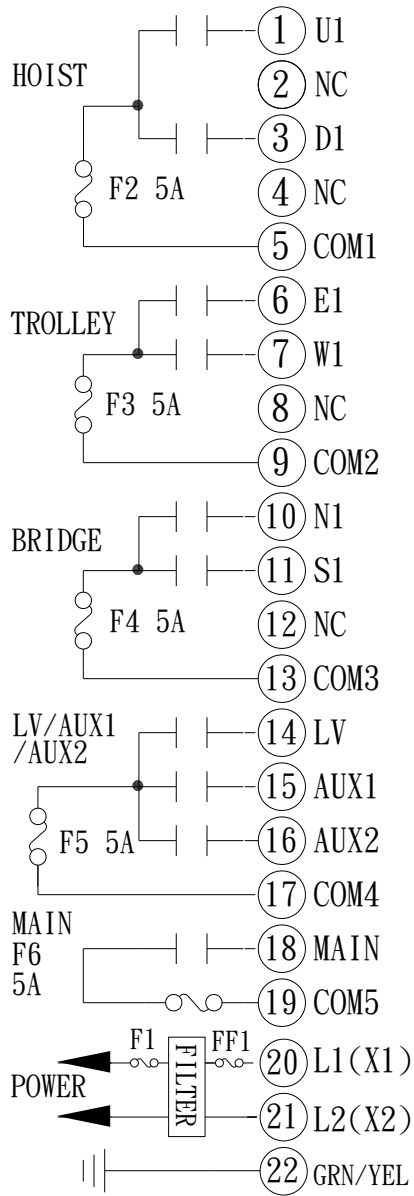 1 U1
HOIST
2 NC
3 D1
F2 5A
4 NC
5 COM1
6 E1
TROLLEY
7 W1
F3 5A
8 NC
9 COM2
10 N1
BRIDGE
11 S1
F4 5A
12 NC
13 COM3
LV/AUX1
/AUX2
14 LV
15 AUX1
F5 5A
16 AUX2
17 COM4
MAIN
F6
5A
18 MAIN
19 COM5
F1
FILTER
FF1
20 L1(X1)
POWER
21 L2(X2)
22 GRN/YEL